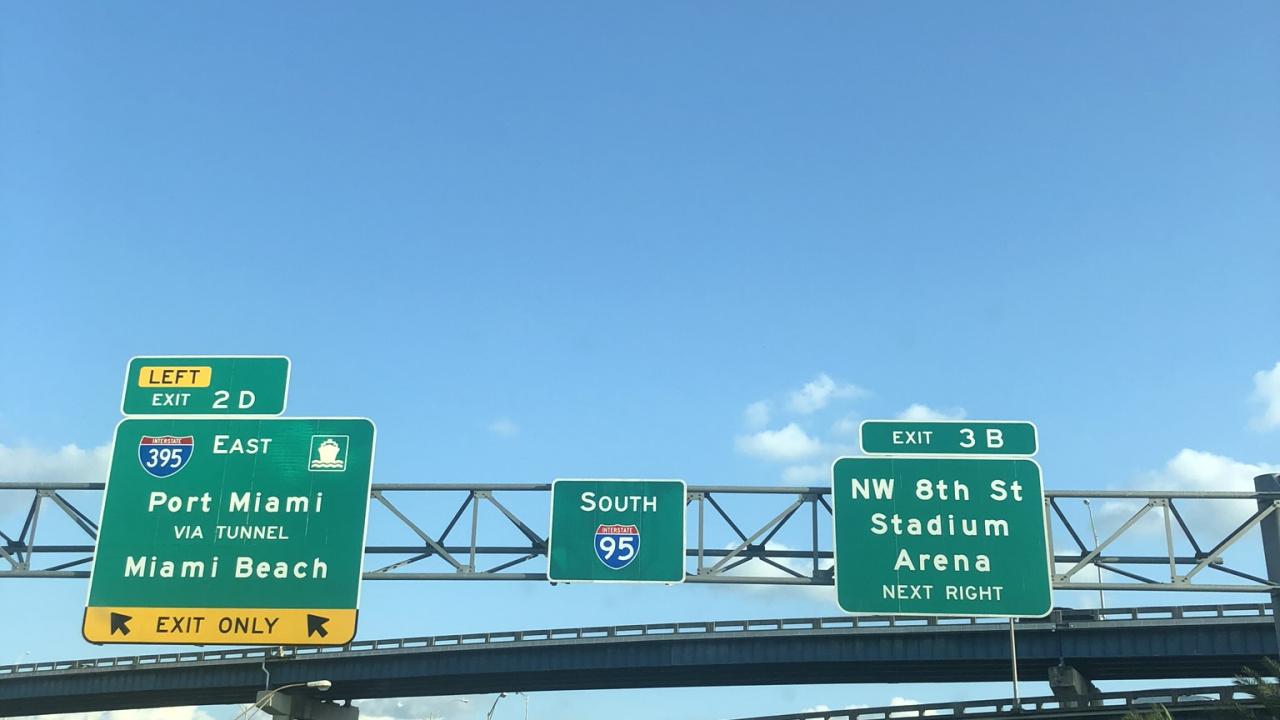 LEFT
EXIT 2 D
INTERSTATE
395
EAST
Port Miami
VIA TUNNEL
Miami Beach
EXIT ONLY
SOUTH
INTERSTATE
95
EXIT 3 B
NW 8th St
Stadium
Arena
NEXT RIGHT